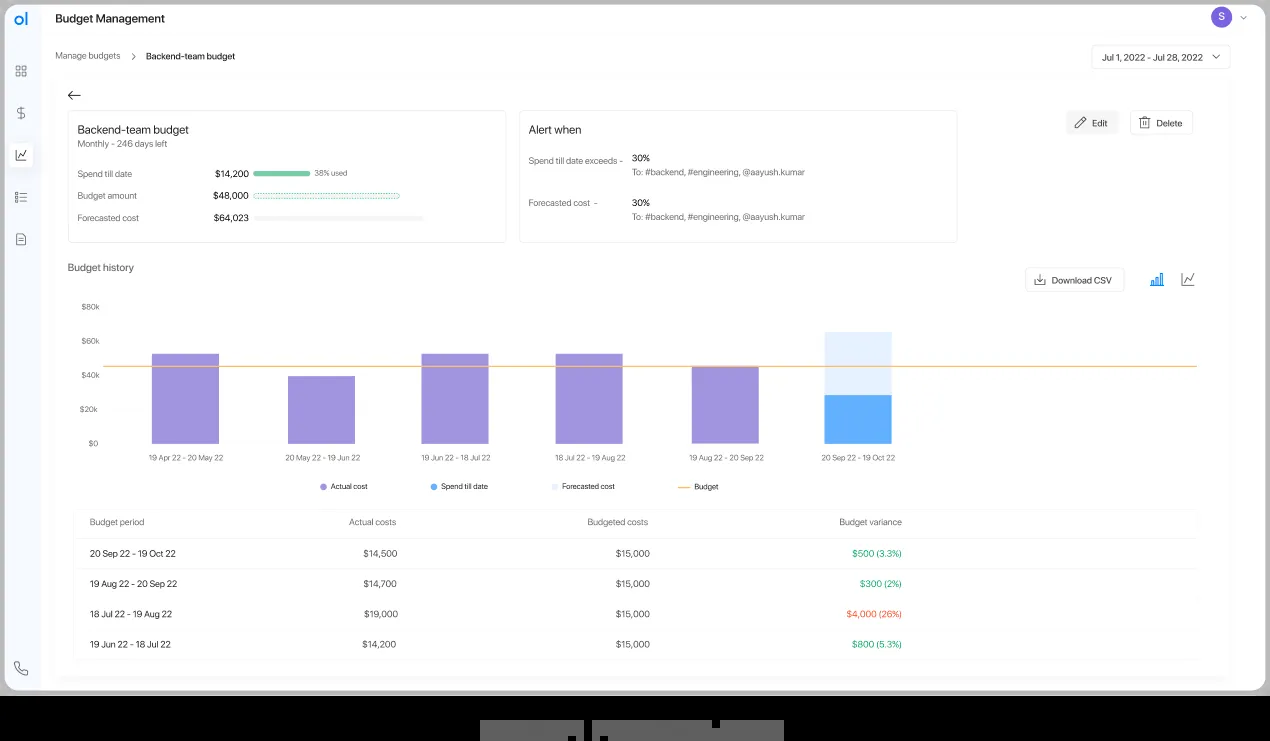 ol Budget Management S
Manage budgets Backend-team budget Jul 1, 2022 - Jul 28, 2022
Backend-team budget
Monthly - 246 days left
Spend till date $14,200 38% used
Budget amount $48,000
Forecasted cost $64,023
Alert when
Spend till date exceeds - 30%
To: #backend, #engineering, @aayush.kumar
Forecasted cost - 30%
To: #backend, #engineering, @aayush.kumar
Edit Delete
Budget history
Download CSV
$80k
$60k
$40k
$20k
$0
19 Apr 22 - 20 May 22 20 May 22 - 19 Jun 22 19 Jun 22 - 18 Jul 22 18 Jul 22 - 19 Aug 22 19 Aug 22 - 20 Sep 22 20 Sep 22 - 19 Oct 22
Actual cost Spend till date Forecasted cost Budget
Budget period Actual costs Budgeted costs Budget variance
20 Sep 22 - 19 Oct 22 $14,500 $15,000 $500 (3.3%)
19 Aug 22 - 20 Sep 22 $14,700 $15,000 $300 (2%)
18 Jul 22 - 19 Aug 22 $19,000 $15,000 $4,000 (26%)
19 Jun 22 - 18 Jul 22 $14,200 $15,000 $800 (5.3%)